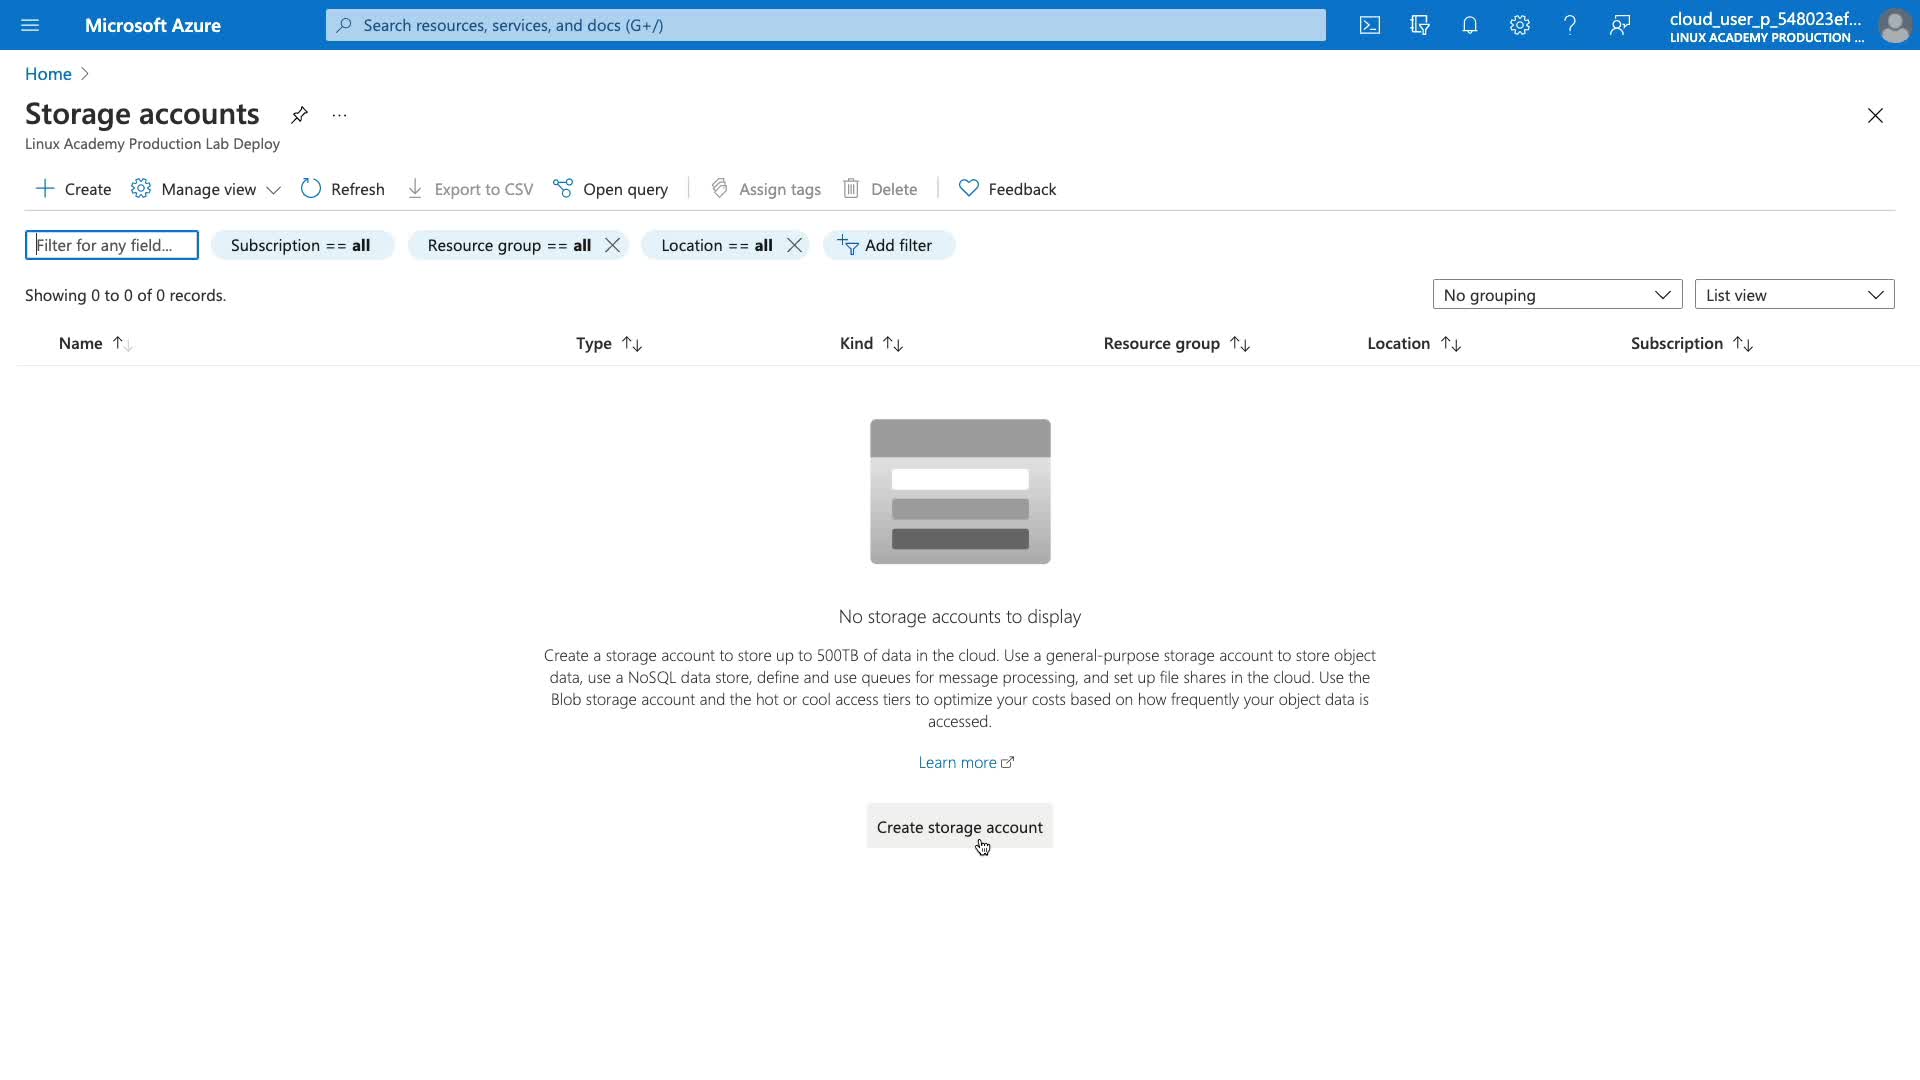 Microsoft Azure
Search resources, services, and docs (G+/)
cloud_user_p_548023ef...
LINUX ACADEMY PRODUCTION ...
Home
Storage accounts
...
Linux Academy Production Lab Deploy
Create
Manage view
Refresh
Export to CSV
Open query
Assign tags
Delete
Feedback
Filter for any field...
Subscription == all
Resource group == all
Location == all
Add filter
Showing 0 to 0 of 0 records.
No grouping
List view
Name
Type
Kind
Resource group
Location
Subscription
No storage accounts to display
Create a storage account to store up to 500TB of data in the cloud. Use a general-purpose storage account to store object
data, use a NoSQL data store, define and use queues for message processing, and set up file shares in the cloud. Use the
Blob storage account and the hot or cool access tiers to optimize your costs based on how frequently your object data is
accessed.
Learn more
Create storage account